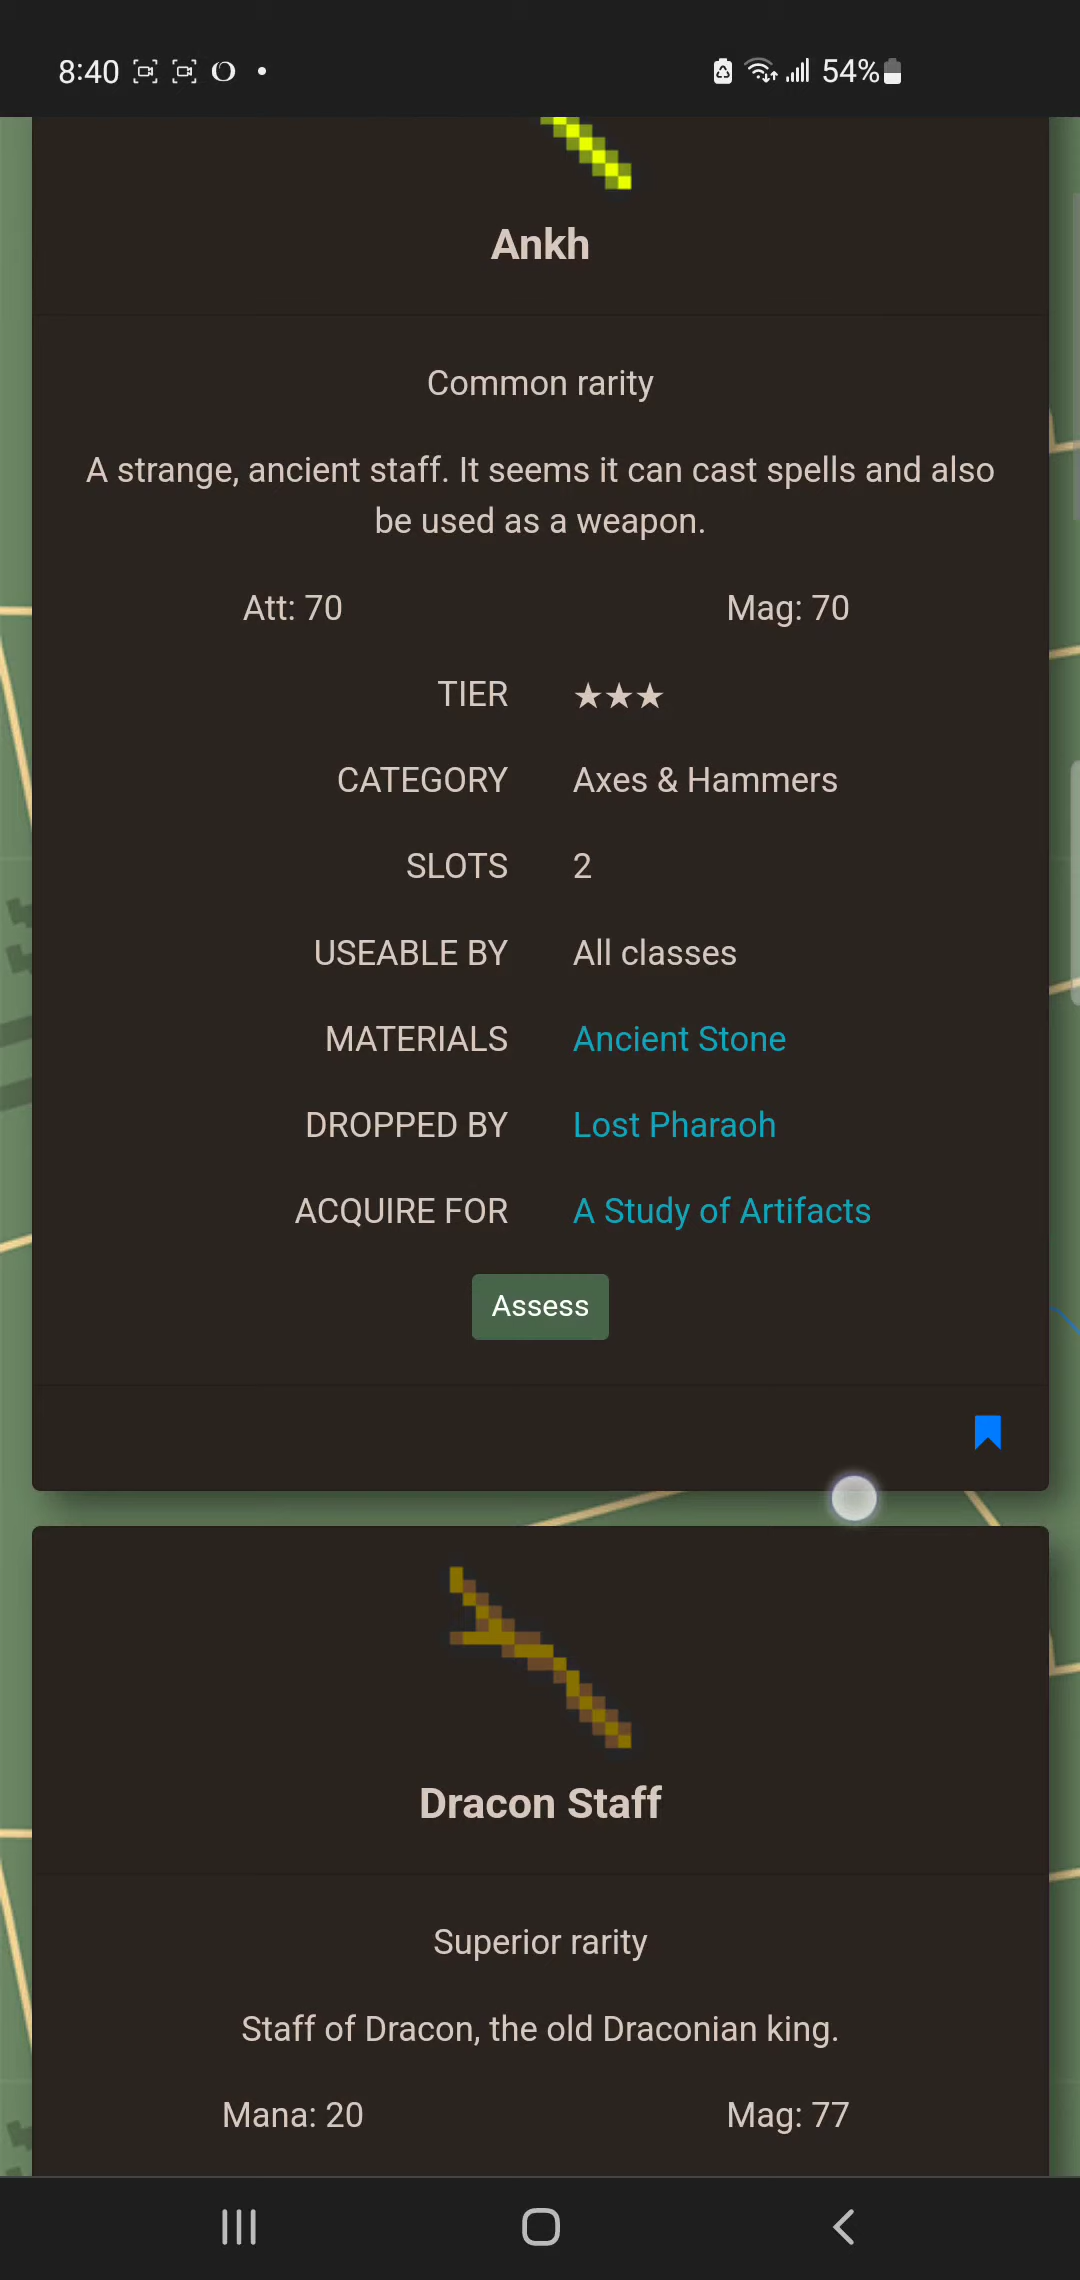 8:40
54%
Ankh
Common rarity
A strange, ancient staff. It seems it can cast spells and also
be used as a weapon.
Att: 70 Mag: 70
TIER ★★★
CATEGORY Axes & Hammers
SLOTS 2
USEABLE BY All classes
MATERIALS Ancient Stone
DROPPED BY Lost Pharaoh
ACQUIRE FOR A Study of Artifacts
Assess
Dracon Staff
Superior rarity
Staff of Dracon, the old Draconian king.
Mana: 20 Mag: 77